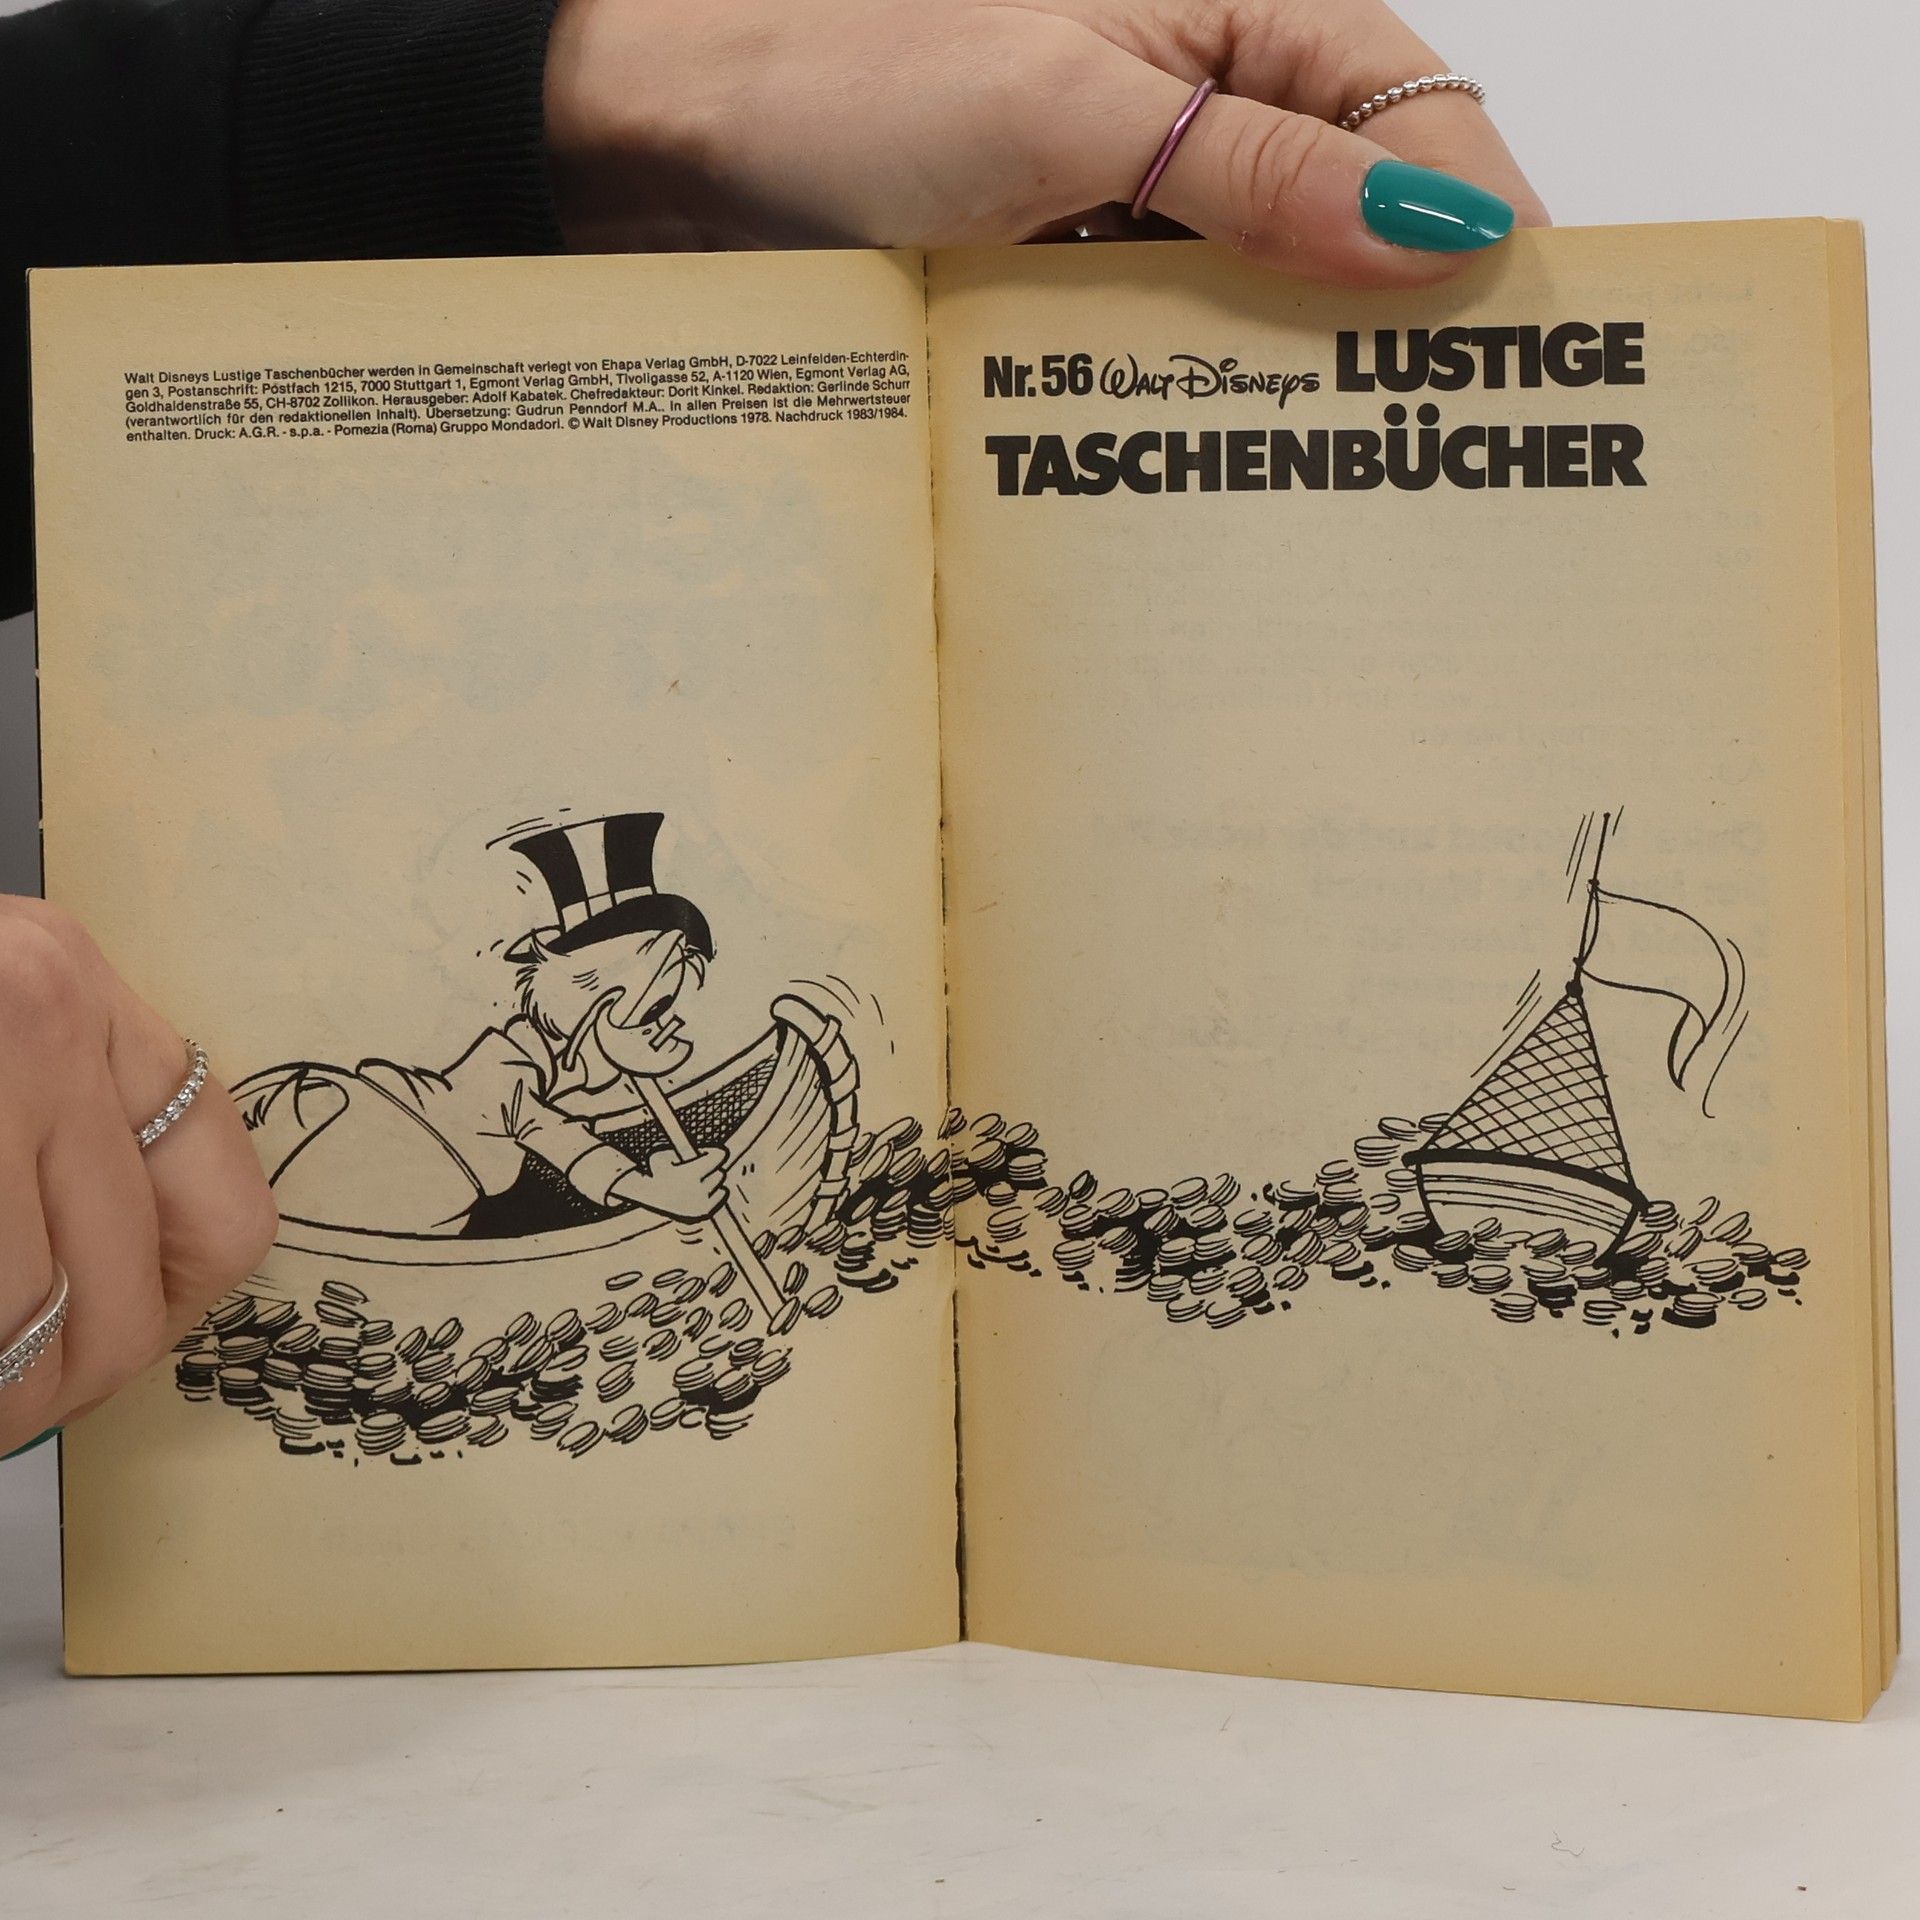 Walt Disneys Lustige Taschenbücher werden in Gemeinschaft verlegt von Ehapa Verlag GmbH, D-7022 Leinfelden-Echterdin-
gen 3, Postanschrift: Postfach 1215, 7000 Stuttgart 1, Egmont Verlag GmbH, Tivoligasse 52, A-1120 Wien, Egmont Verlag AG,
Goldhaldenstraße 55, CH-8702 Zollikon. Herausgeber: Adolf Kabatek. Chefredakteur: Dorit Kinkel. Redaktion: Gerlinde Schurr
(verantwortlich für den redaktionellen Inhalt). Übersetzung: Gudrun Penndorf M.A.. In allen Preisen ist die Mehrwertsteuer
enthalten. Druck: A.G.R. - s.p.a. - Pomezia (Roma) Gruppo Mondadori. © Walt Disney Productions 1978. Nachdruck 1983/1984.
Nr. 56 Walt Disneys LUSTIGE
TASCHENBÜCHER